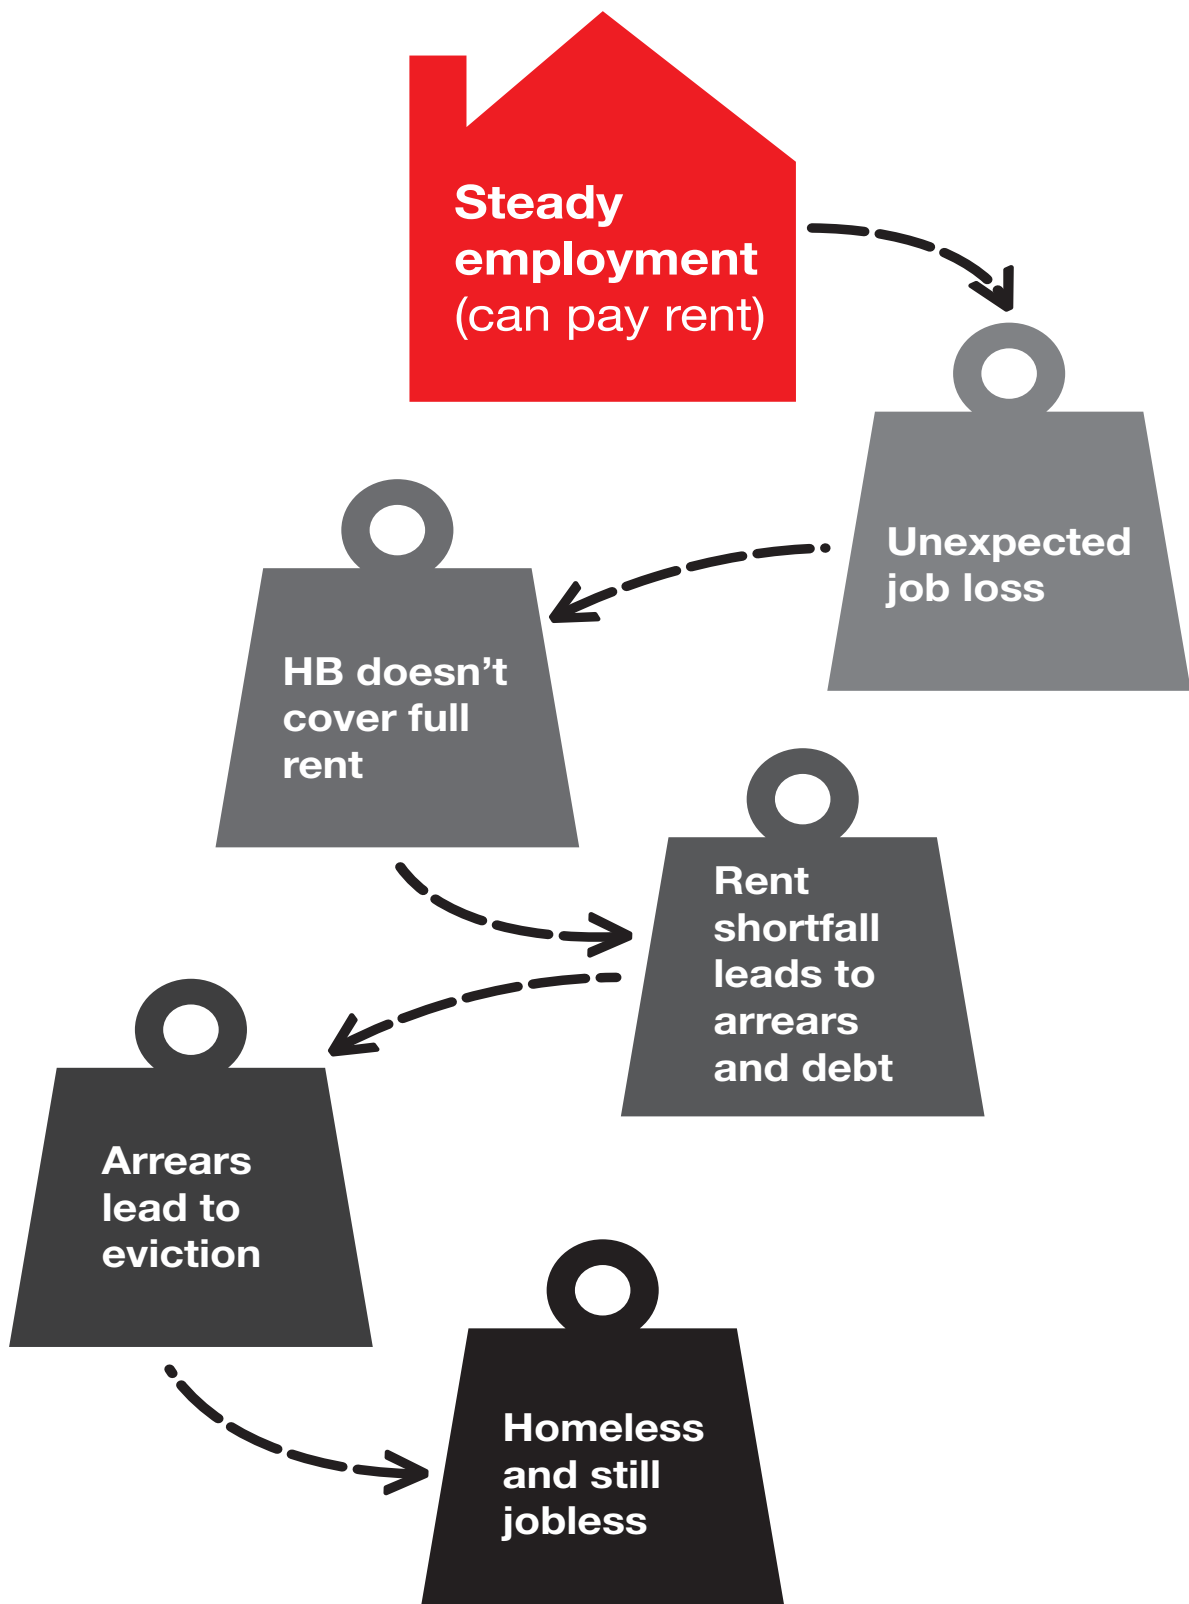 Steady
employment
(can pay rent)
Unexpected
job loss
HB doesn’t
cover full
rent
Rent
shortfall
leads to
arrears
and debt
Arrears
lead to
eviction
Homeless
and still
jobless